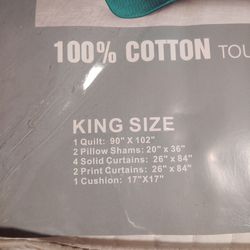 100% COTTON TOU
KING SIZE
1 Quilt: 90" X 102"
2 Pillow Shams: 20" x 36"
4 Solid Curtains: 26" x 84"
2 Print Curtains: 26" x 84"
1 Cushion: 17"X17"